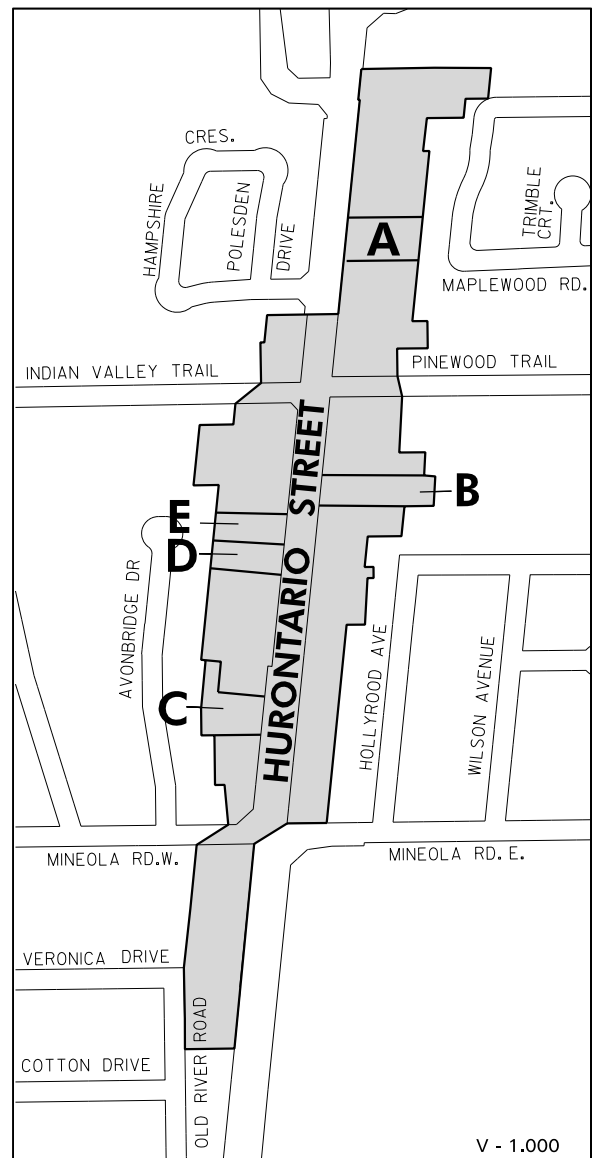 CRES.
HAMPSHIRE
POLESDEN
DRIVE
TRIMBLE
CRT.
A
MAPLEWOOD RD.
INDIAN VALLEY TRAIL
PINEWOOD TRAIL
HURONTARIO STREET
B
E
D
AVONBRIDGE DR
C
HOLLYROOD AVE
WILSON AVENUE
MINEOLA RD.W.
MINEOLA RD. E.
VERONICA DRIVE
OLD RIVER ROAD
COTTON DRIVE
V - 1.000